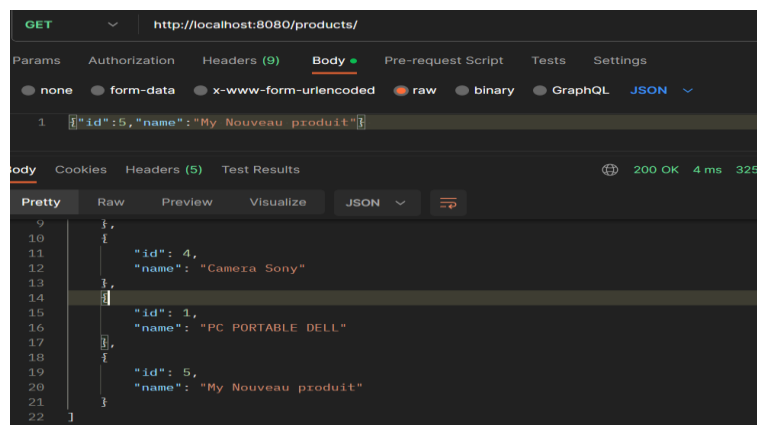 GET http://localhost:8080/products/
Params Authorization Headers (9) Body Pre-request Script Tests Settings
none form-data x-www-form-urlencoded raw binary GraphQL JSON
1 {"id":5,"name":"My Nouveau produit"}
Body Cookies Headers (5) Test Results 200 OK 4 ms 325
Pretty Raw Preview Visualize JSON
9 },
10 {
11 "id": 4,
12 "name": "Camera Sony"
13 },
14 {
15 "id": 1,
16 "name": "PC PORTABLE DELL"
17 },
18 {
19 "id": 5,
20 "name": "My Nouveau produit"
21 }
22 ]